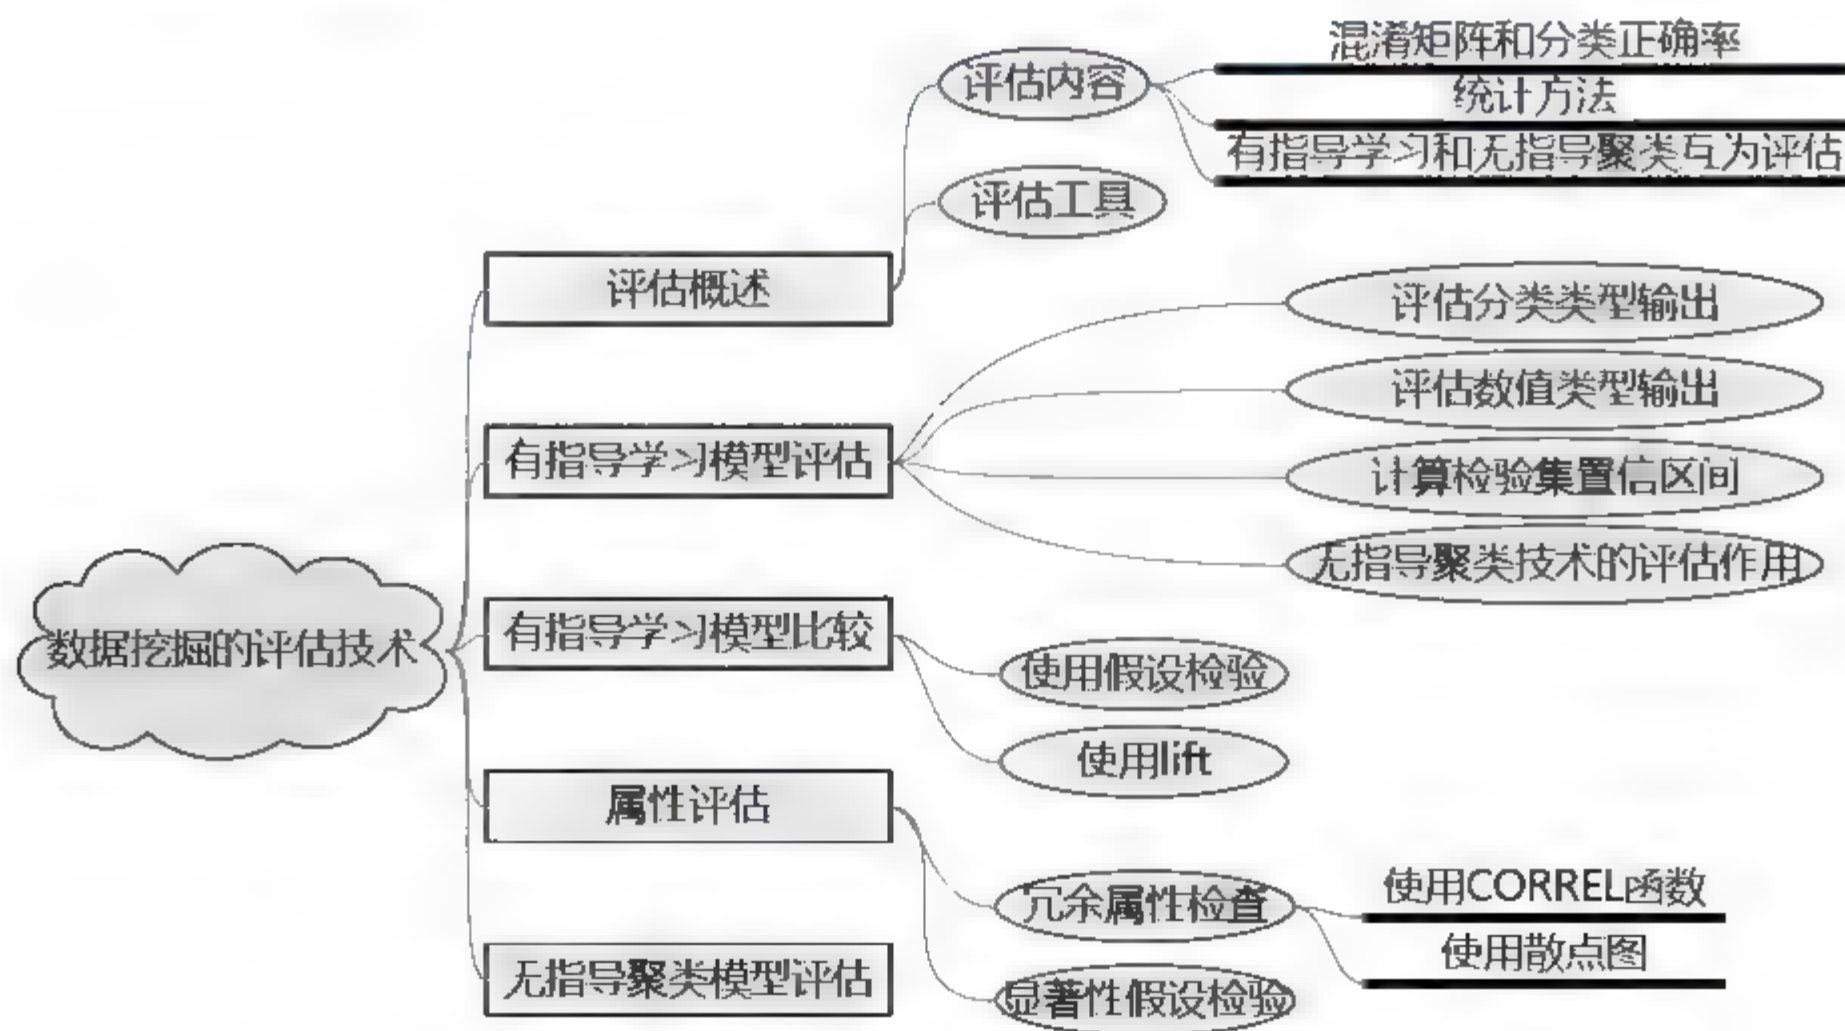 混淆矩阵和分类正确率
评估内容
统计方法
有指导学习和无指导聚类互为评估
评估工具
评估概述
评估分类类型输出
评估数值类型输出
有指导学习模型评估
计算检验集置信区间
无指导聚类技术的评估作用
数据挖掘的评估技术
有指导学习模型比较
使用假设检验
使用lift
属性评估
冗余属性检查
使用CORREL函数
使用散点图
无指导聚类模型评估
显著性假设检验